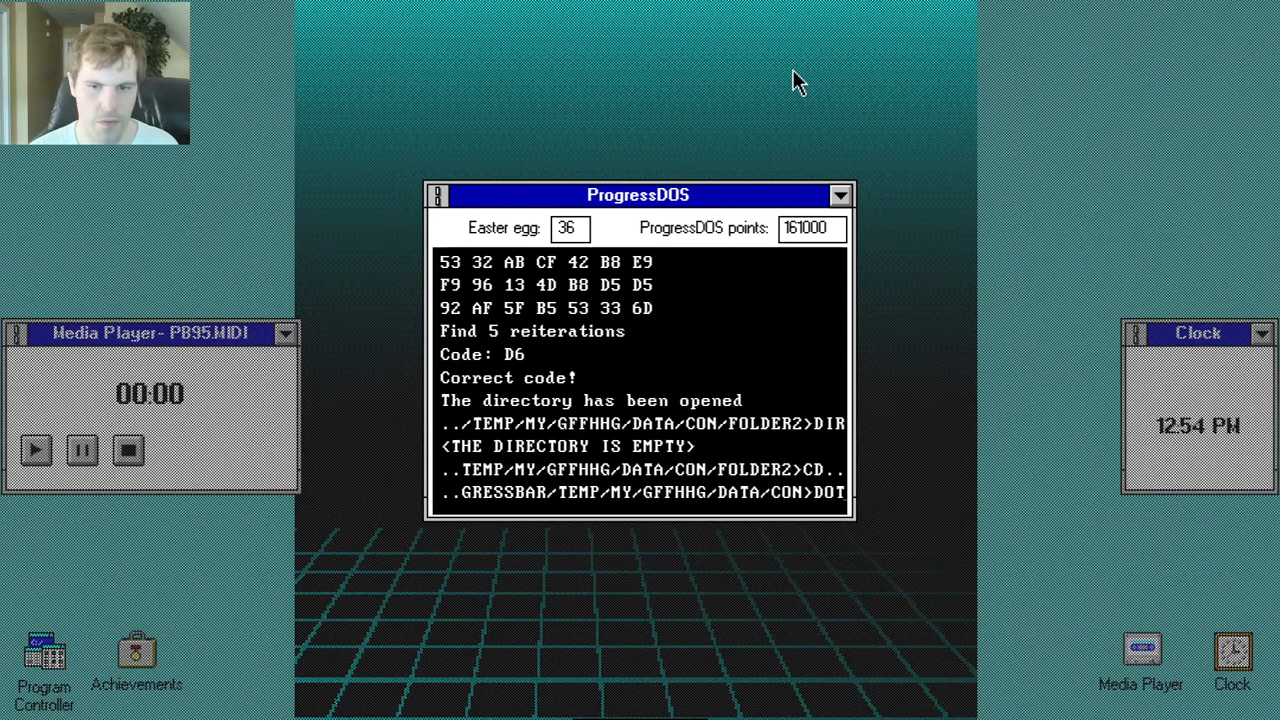 ProgressDOS
Easter egg: 36 ProgressDOS points: 161000
53 32 AB CF 42 B8 E9
F9 96 13 4D B8 D5 D5
92 AF 5F B5 53 33 6D
Find 5 reiterations
Code: D6
Correct code!
The directory has been opened
../TEMP/MY/GFFHHG/DATA/CON/FOLDER2>DIR
<THE DIRECTORY IS EMPTY>
..TEMP/MY/GFFHHG/DATA/CON/FOLDER2>CD..
..GRESSBAR/TEMP/MY/GFFHHG/DATA/CON>DOT_
Media Player- PB95.MIDI
00:00
Clock
12:54 PM
Program
Controller
Achievements
Media Player
Clock